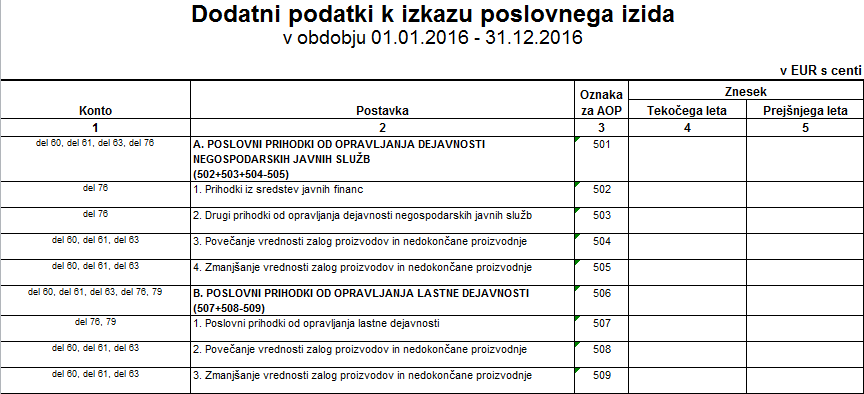 Dodatni podatki k izkazu poslovnega izida
v obdobju 01.01.2016 - 31.12.2016
v EUR s centi
Konto Postavka Oznaka za AOP Znesek
Tekočega leta Prejšnjega leta
1 2 3 4 5
del 60, del 61, del 63, del 76 A. POSLOVNI PRIHODKI OD OPRAVLJANJA DEJAVNOSTI 501
NEGOSPODARSKIH JAVNIH SLUŽB
(502+503+504-505)
del 76 1. Prihodki iz sredstev javnih financ 502
del 76 2. Drugi prihodki od opravljanja dejavnosti negospodarskih javnih služb 503
del 60, del 61, del 63 3. Povečanje vrednosti zalog proizvodov in nedokončane proizvodnje 504
del 60, del 61, del 63 4. Zmanjšanje vrednosti zalog proizvodov in nedokončane proizvodnje 505
del 60, del 61, del 63, del 76, 79 B. POSLOVNI PRIHODKI OD OPRAVLJANJA LASTNE DEJAVNOSTI 506
(507+508-509)
del 76, 79 1. Poslovni prihodki od opravljanja lastne dejavnosti 507
del 60, del 61, del 63 2. Povečanje vrednosti zalog proizvodov in nedokončane proizvodnje 508
del 60, del 61, del 63 3. Zmanjšanje vrednosti zalog proizvodov in nedokončane proizvodnje 509